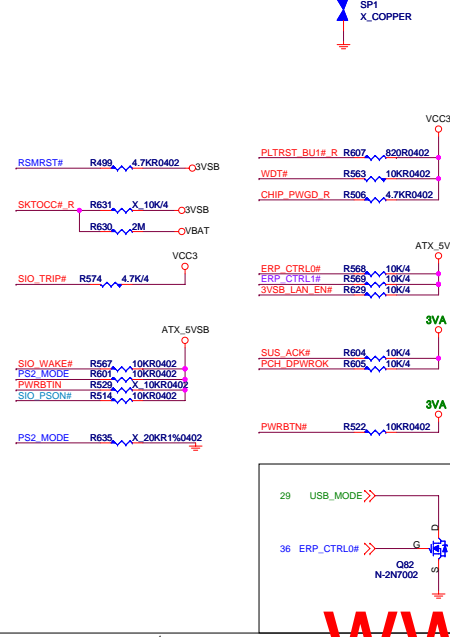 SP1
X_COPPER
VCC3
PLTRST_BU1#_R R607 820R0402
RSMRST# R499 4.7KR0402 3VSB
WDT# R563 10KR0402
CHIP_PWGD_R R506 4.7KR0402
SKTOCC#_R R631 X_10K/4 3VSB
R630 2M VBAT
ATX_5V
VCC3
ERP_CTRL0# R568 10K/4
ERP_CTRL1# R569 10K/4
SIO_TRIP# R574 4.7K/4
3VSB_LAN_EN# R629 10K/4
3VA
ATX_5VSB
SUS_ACK# R604 10K/4
SIO_WAKE# R567 10KR0402
PCH_DPWROK R605 10K/4
PS2_MODE R601 10KR0402
PWRBTIN R529 X_10KR0402
SIO_PSON# R514 10KR0402
3VA
PWRBTN# R522 10KR0402
PS2_MODE R635 X_20KR1%0402
29 USB_MODE
D
36 ERP_CTRL0# G
Q82
S
N-2N7002